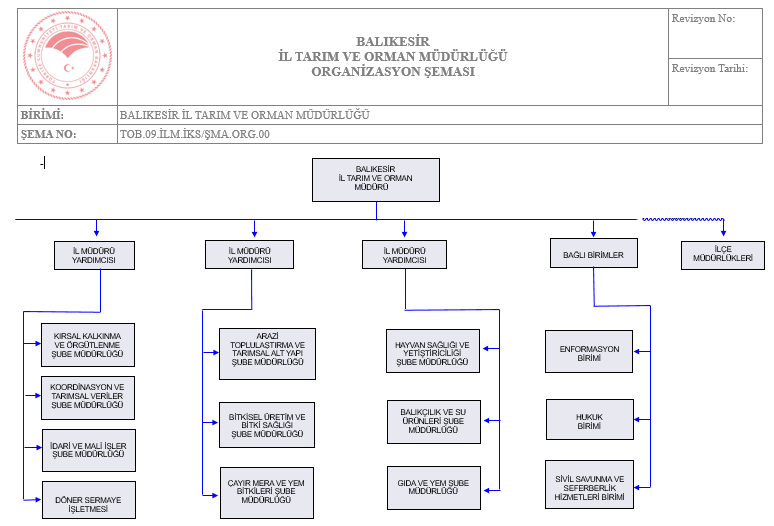 BALIKESİR
İL TARIM VE ORMAN MÜDÜRLÜĞÜ
ORGANİZASYON ŞEMASI
Revizyon No:
Revizyon Tarihi:
BİRİMİ: BALIKESİR İL TARIM VE ORMAN MÜDÜRLÜĞÜ
ŞEMA NO: TOB.09.İLM.İKS/ŞMA.ORG.00
-
BALIKESİR
İL TARIM VE ORMAN
MÜDÜRÜ
İL MÜDÜRÜ
YARDIMCISI
İL MÜDÜRÜ
YARDIMCISI
İL MÜDÜRÜ
YARDIMCISI
BAĞLI BİRİMLER
İLÇE
MÜDÜRLÜKLERİ
KIRSAL KALKINMA
VE ÖRGÜTLENME
ŞUBE MÜDÜRLÜĞÜ
KOORDİNASYON VE
TARIMSAL VERİLER
ŞUBE MÜDÜRLÜĞÜ
İDARİ VE MALİ İŞLER
ŞUBE MÜDÜRLÜĞÜ
DÖNER SERMAYE
İŞLETMESİ
ARAZİ
TOPLULAŞTIRMA VE
TARIMSAL ALT YAPI
ŞUBE MÜDÜRLÜĞÜ
BİTKİSEL ÜRETİM VE
BİTKİ SAĞLIĞI
ŞUBE MÜDÜRLÜĞÜ
ÇAYIR MERA VE YEM
BİTKİLERİ ŞUBE
MÜDÜRLÜĞÜ
HAYVAN SAĞLIĞI VE
YETİŞTİRİCİLİĞİ
ŞUBE MÜDÜRLÜĞÜ
BALIKÇILIK VE SU
ÜRÜNLERİ ŞUBE
MÜDÜRLÜĞÜ
GIDA VE YEM ŞUBE
MÜDÜRLÜĞÜ
ENFORMASYON
BİRİMİ
HUKUK
BİRİMİ
SİVİL SAVUNMA VE
SEFERBERLİK
HİZMETLERİ BİRİMİ